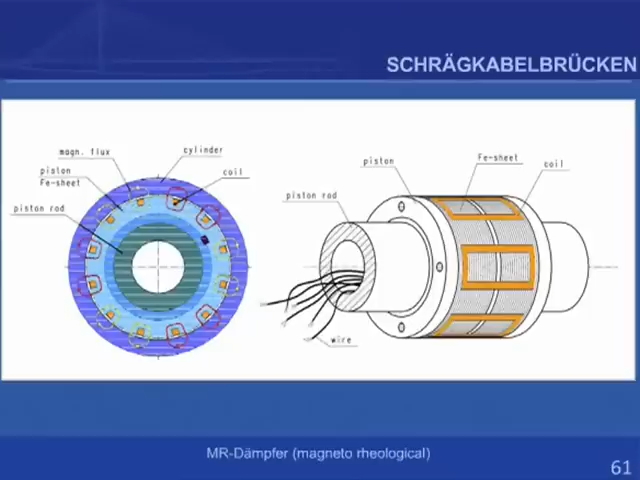 SCHRÄGKABELBRÜCKEN
magn. flux
cylinder
piston
Fe-sheet
coil
piston rod
piston
Fe-sheet
coil
piston rod
wire
MR-Dämpfer (magneto rheological)
61